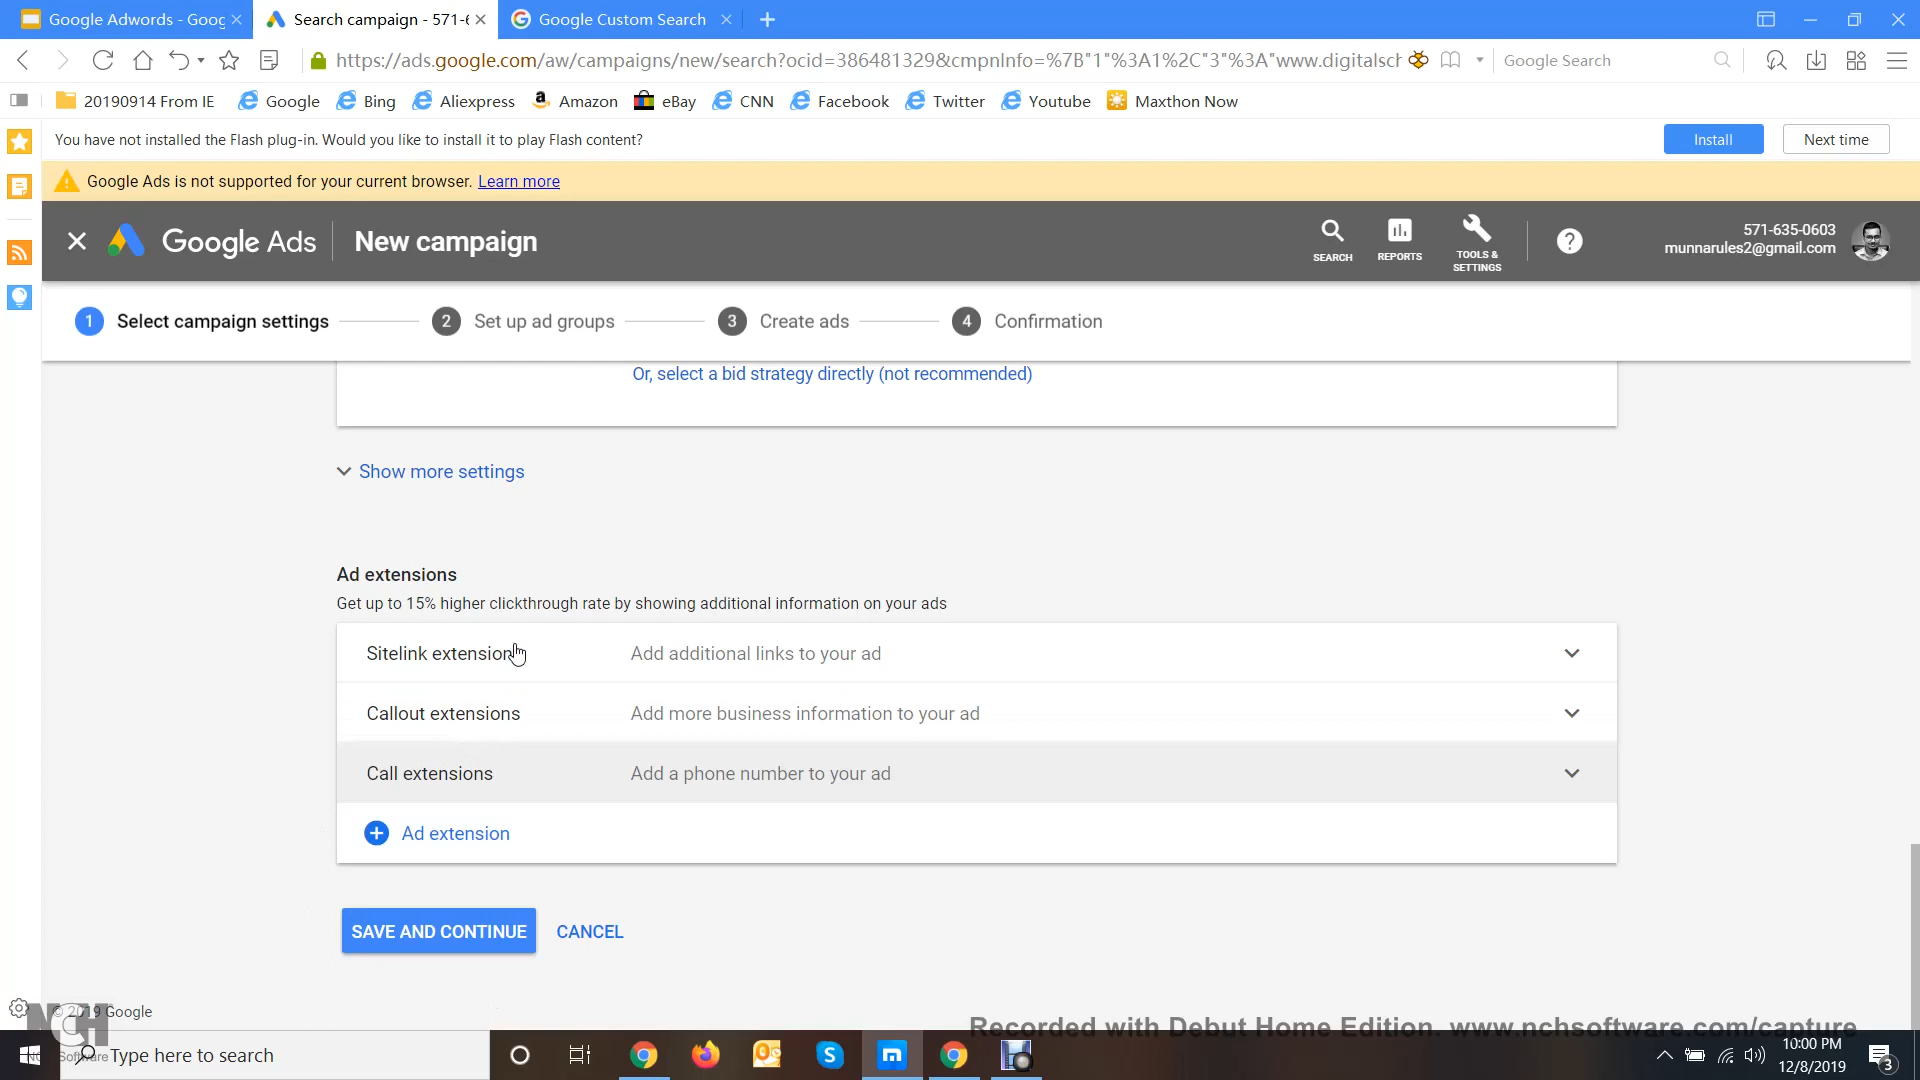 Google Adwords - Goog
Search campaign - 571-6
Google Custom Search
https://ads.google.com/aw/campaigns/new/search?ocid=386481329&cmpnInfo=%7B"1"%3A1%2C"3"%3A"www.digitalsch
Google Search
20190914 From IE
Google
Bing
Aliexpress
Amazon
eBay
CNN
Facebook
Twitter
Youtube
Maxthon Now
You have not installed the Flash plug-in. Would you like to install it to play Flash content?
Install
Next time
Google Ads is not supported for your current browser. Learn more
Google Ads
New campaign
SEARCH
REPORTS
TOOLS &
SETTINGS
571-635-0603
munnarules2@gmail.com
1 Select campaign settings
2 Set up ad groups
3 Create ads
4 Confirmation
Or, select a bid strategy directly (not recommended)
Show more settings
Ad extensions
Get up to 15% higher clickthrough rate by showing additional information on your ads
Sitelink extensions Add additional links to your ad
Callout extensions Add more business information to your ad
Call extensions Add a phone number to your ad
Ad extension
SAVE AND CONTINUE
CANCEL
© 2019 Google
NCH
Software
Recorded with Debut Home Edition. www.nchsoftware.com/capture
Type here to search
10:00 PM
12/8/2019
3